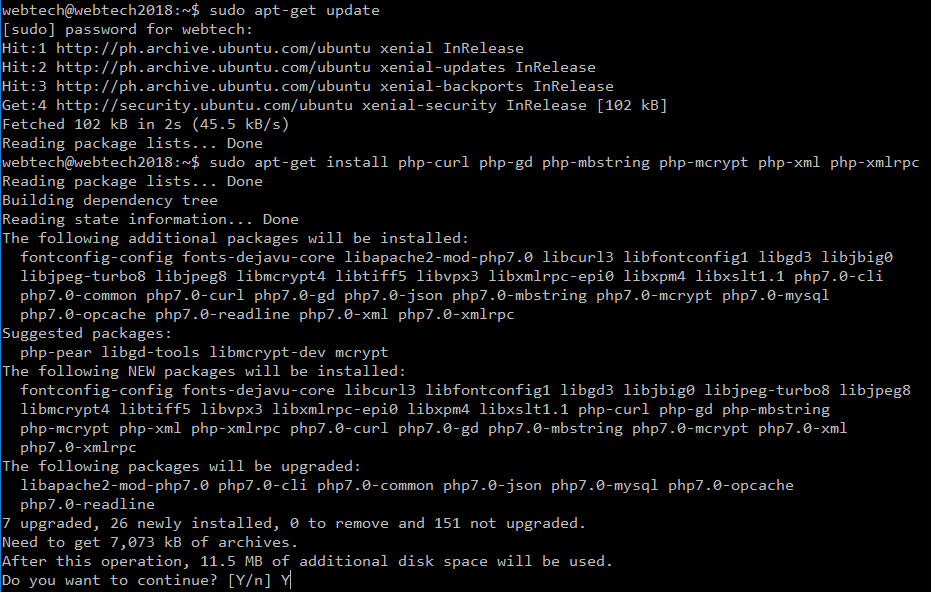 webtech@webtech2018:~$ sudo apt-get update
[sudo] password for webtech:
Hit:1 http://ph.archive.ubuntu.com/ubuntu xenial InRelease
Hit:2 http://ph.archive.ubuntu.com/ubuntu xenial-updates InRelease
Hit:3 http://ph.archive.ubuntu.com/ubuntu xenial-backports InRelease
Get:4 http://security.ubuntu.com/ubuntu xenial-security InRelease [102 kB]
Fetched 102 kB in 2s (45.5 kB/s)
Reading package lists... Done
webtech@webtech2018:~$ sudo apt-get install php-curl php-gd php-mbstring php-mcrypt php-xml php-xmlrpc
Reading package lists... Done
Building dependency tree
Reading state information... Done
The following additional packages will be installed:
  fontconfig-config fonts-dejavu-core libapache2-mod-php7.0 libcurl3 libfontconfig1 libgd3 libjbig0
  libjpeg-turbo8 libjpeg8 libmcrypt4 libtiff5 libvpx3 libxmlrpc-epi0 libxpm4 libxslt1.1 php7.0-cli
  php7.0-common php7.0-curl php7.0-gd php7.0-json php7.0-mbstring php7.0-mcrypt php7.0-mysql
  php7.0-opcache php7.0-readline php7.0-xml php7.0-xmlrpc
Suggested packages:
  php-pear libgd-tools libmcrypt-dev mcrypt
The following NEW packages will be installed:
  fontconfig-config fonts-dejavu-core libcurl3 libfontconfig1 libgd3 libjbig0 libjpeg-turbo8 libjpeg8
  libmcrypt4 libtiff5 libvpx3 libxmlrpc-epi0 libxpm4 libxslt1.1 php-curl php-gd php-mbstring
  php-mcrypt php-xml php-xmlrpc php7.0-curl php7.0-gd php7.0-mbstring php7.0-mcrypt php7.0-xml
  php7.0-xmlrpc
The following packages will be upgraded:
  libapache2-mod-php7.0 php7.0-cli php7.0-common php7.0-json php7.0-mysql php7.0-opcache
  php7.0-readline
7 upgraded, 26 newly installed, 0 to remove and 151 not upgraded.
Need to get 7,073 kB of archives.
After this operation, 11.5 MB of additional disk space will be used.
Do you want to continue? [Y/n] Y